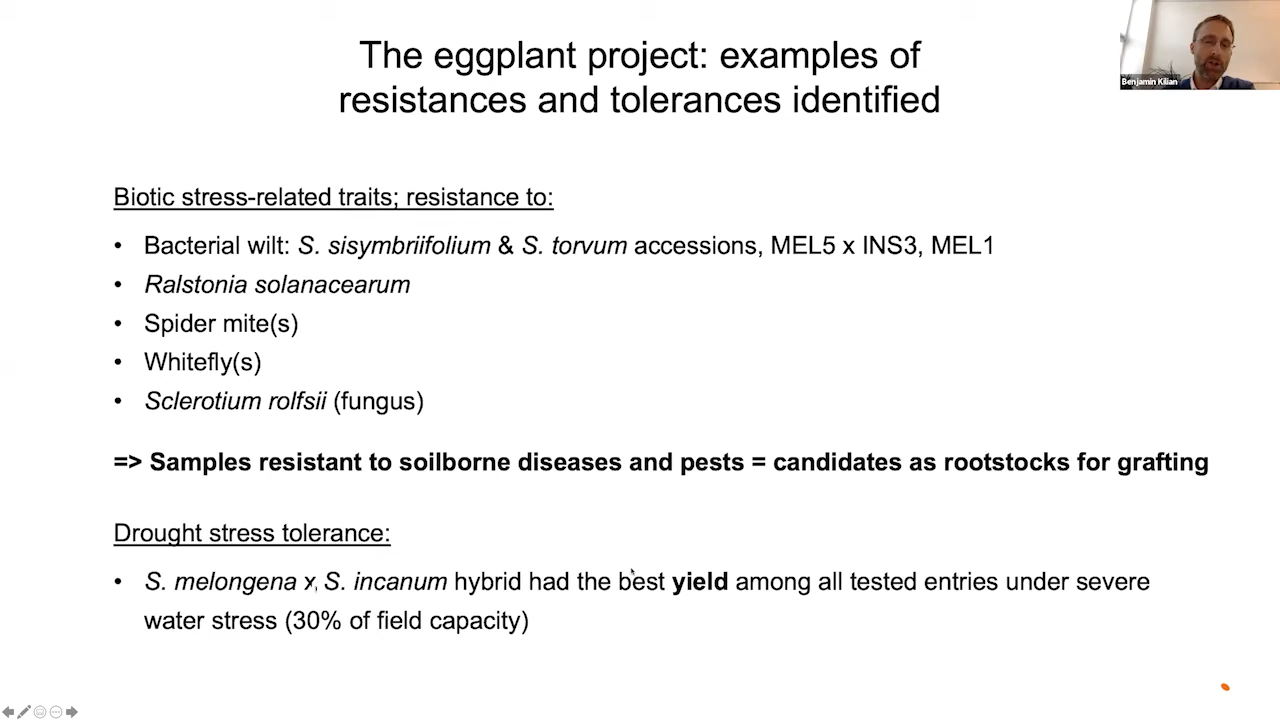 The eggplant project: examples of
resistances and tolerances identified
Benjamin Kilian
Biotic stress-related traits; resistance to:
• Bacterial wilt: S. sisymbriifolium & S. torvum accessions, MEL5 x INS3, MEL1
• Ralstonia solanacearum
• Spider mite(s)
• Whitefly(s)
• Sclerotium rolfsii (fungus)
=> Samples resistant to soilborne diseases and pests = candidates as rootstocks for grafting
Drought stress tolerance:
• S. melongena x S. incanum hybrid had the best yield among all tested entries under severe
water stress (30% of field capacity)